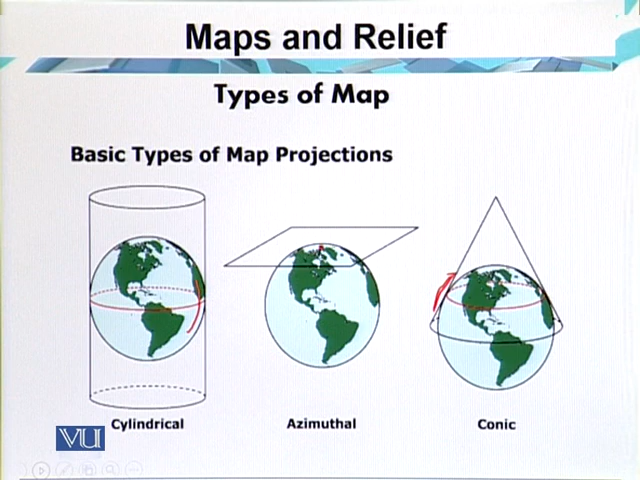 Maps and Relief
Types of Map
Basic Types of Map Projections
Cylindrical
Azimuthal
Conic
VU